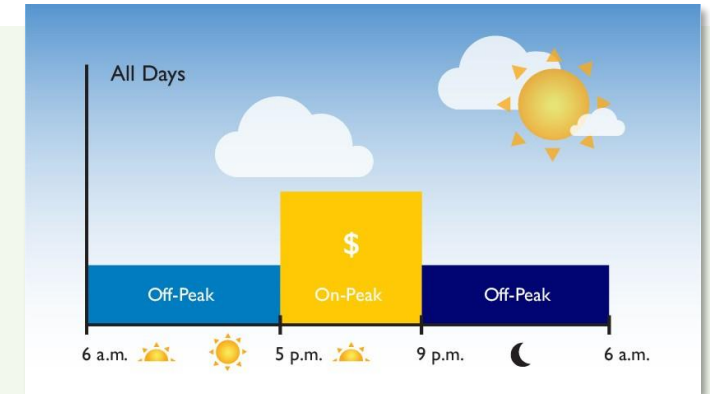 All Days
$
Off-Peak On-Peak Off-Peak
6 a.m. 5 p.m. 9 p.m. 6 a.m.